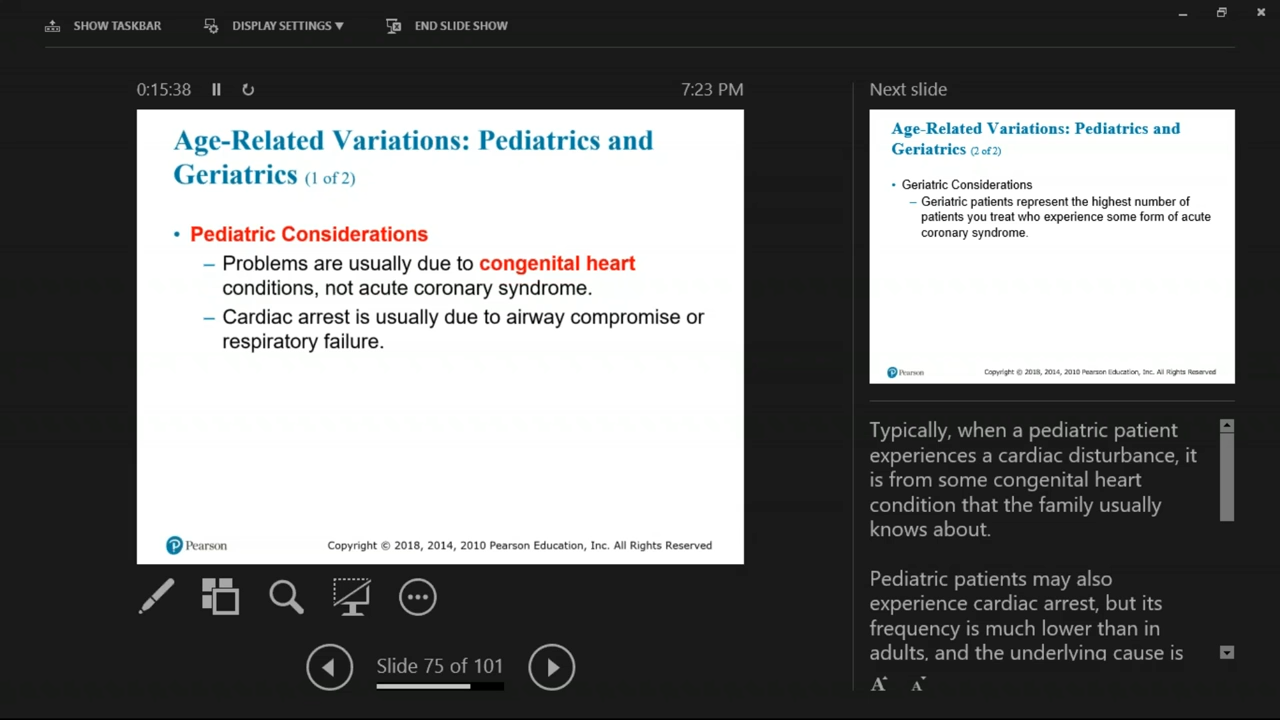 SHOW TASKBAR
DISPLAY SETTINGS ▼
END SLIDE SHOW
0:15:38
7:23 PM
Age-Related Variations: Pediatrics and
Geriatrics (1 of 2)
• Pediatric Considerations
– Problems are usually due to congenital heart
conditions, not acute coronary syndrome.
– Cardiac arrest is usually due to airway compromise or
respiratory failure.
Pearson
Copyright © 2018, 2014, 2010 Pearson Education, Inc. All Rights Reserved
Slide 75 of 101
Next slide
Age-Related Variations: Pediatrics and
Geriatrics (2 of 2)
• Geriatric Considerations
– Geriatric patients represent the highest number of
patients you treat who experience some form of acute
coronary syndrome.
Pearson
Copyright © 2018, 2014, 2010 Pearson Education, Inc. All Rights Reserved
Typically, when a pediatric patient
experiences a cardiac disturbance, it
is from some congenital heart
condition that the family usually
knows about.
Pediatric patients may also
experience cardiac arrest, but its
frequency is much lower than in
adults, and the underlying cause is
A A